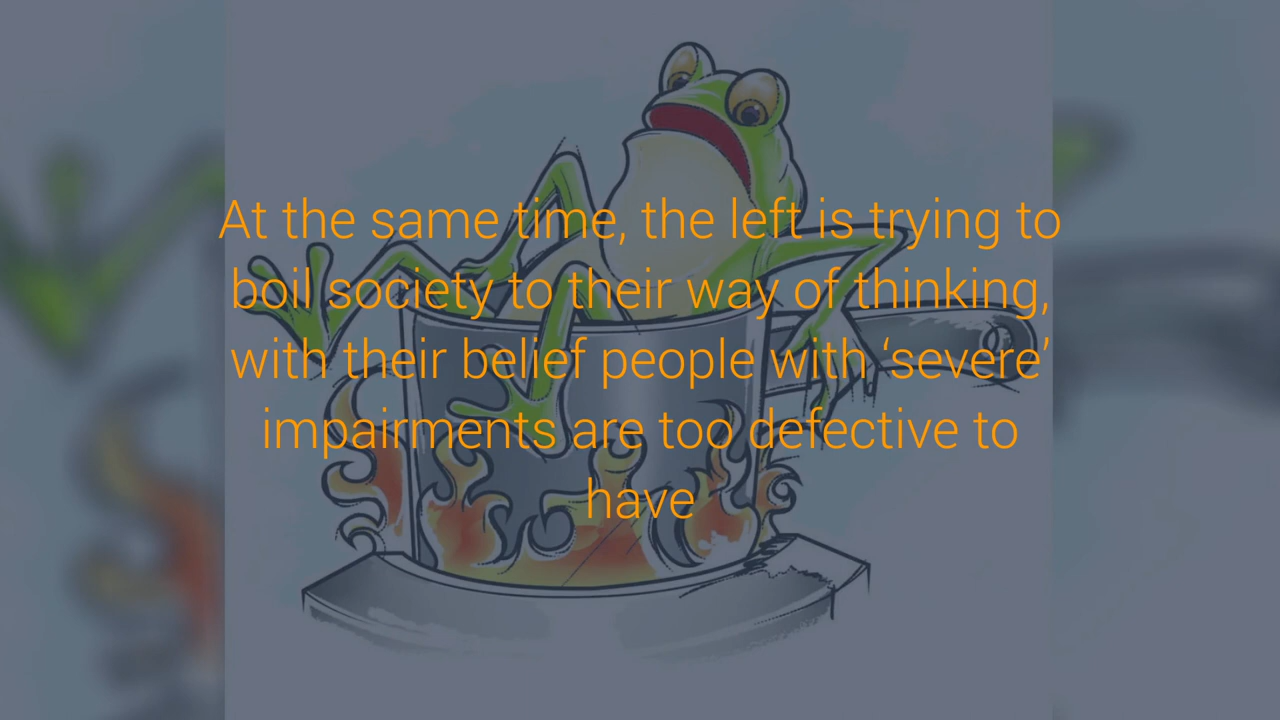 At the same time, the left is trying to
boil society to their way of thinking,
with their belief people with ‘severe’
impairments are too defective to
have